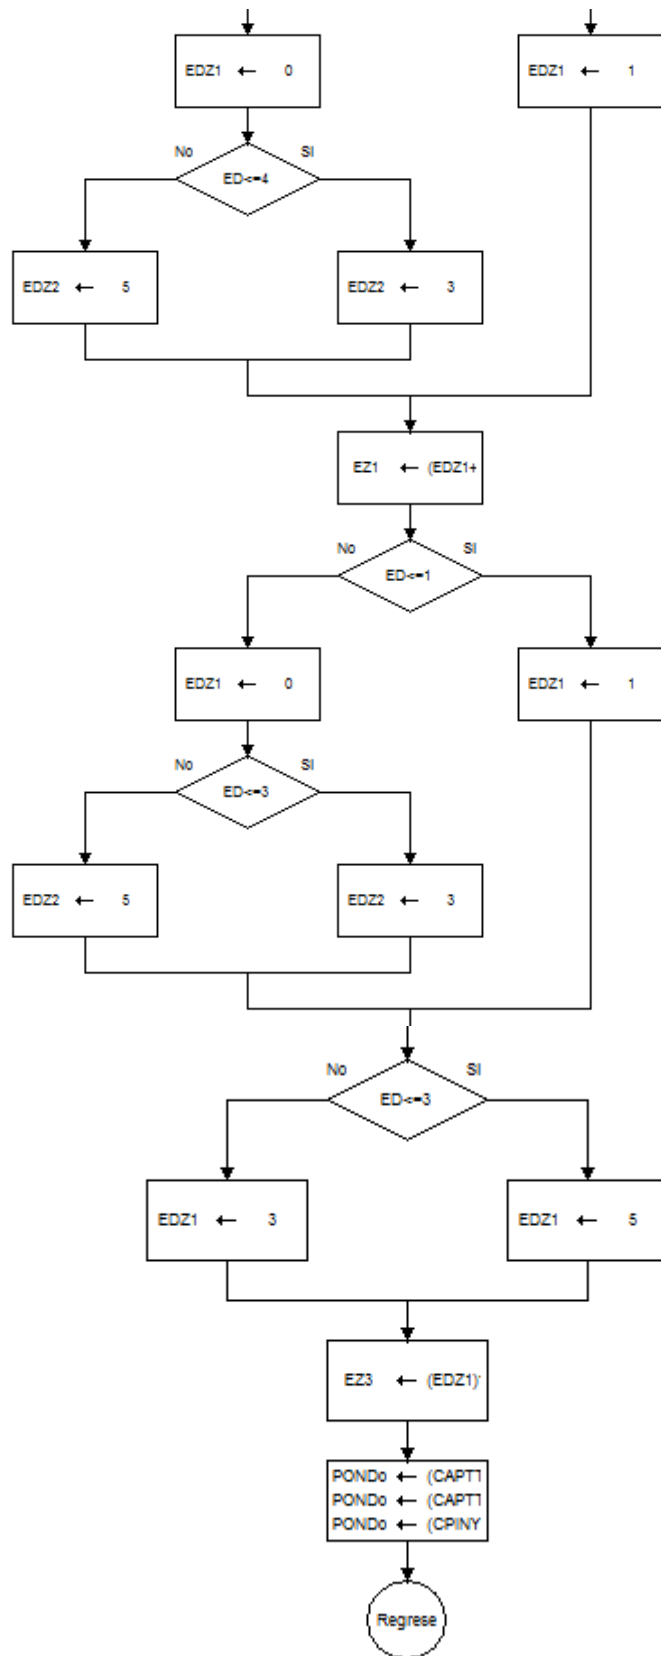 EDZ1 ← 0
EDZ1 ← 1
No
SI
ED<=4
EDZ2 ← 5
EDZ2 ← 3
EZ1 ← (EDZ1+
No
SI
ED<=1
EDZ1 ← 0
EDZ1 ← 1
No
SI
ED<=3
EDZ2 ← 5
EDZ2 ← 3
No
SI
ED<=3
EDZ1 ← 3
EDZ1 ← 5
EZ3 ← (EDZ1)
PONDo ← (CAPT
PONDo ← (CAPT
PONDo ← (CPINY
Regrese